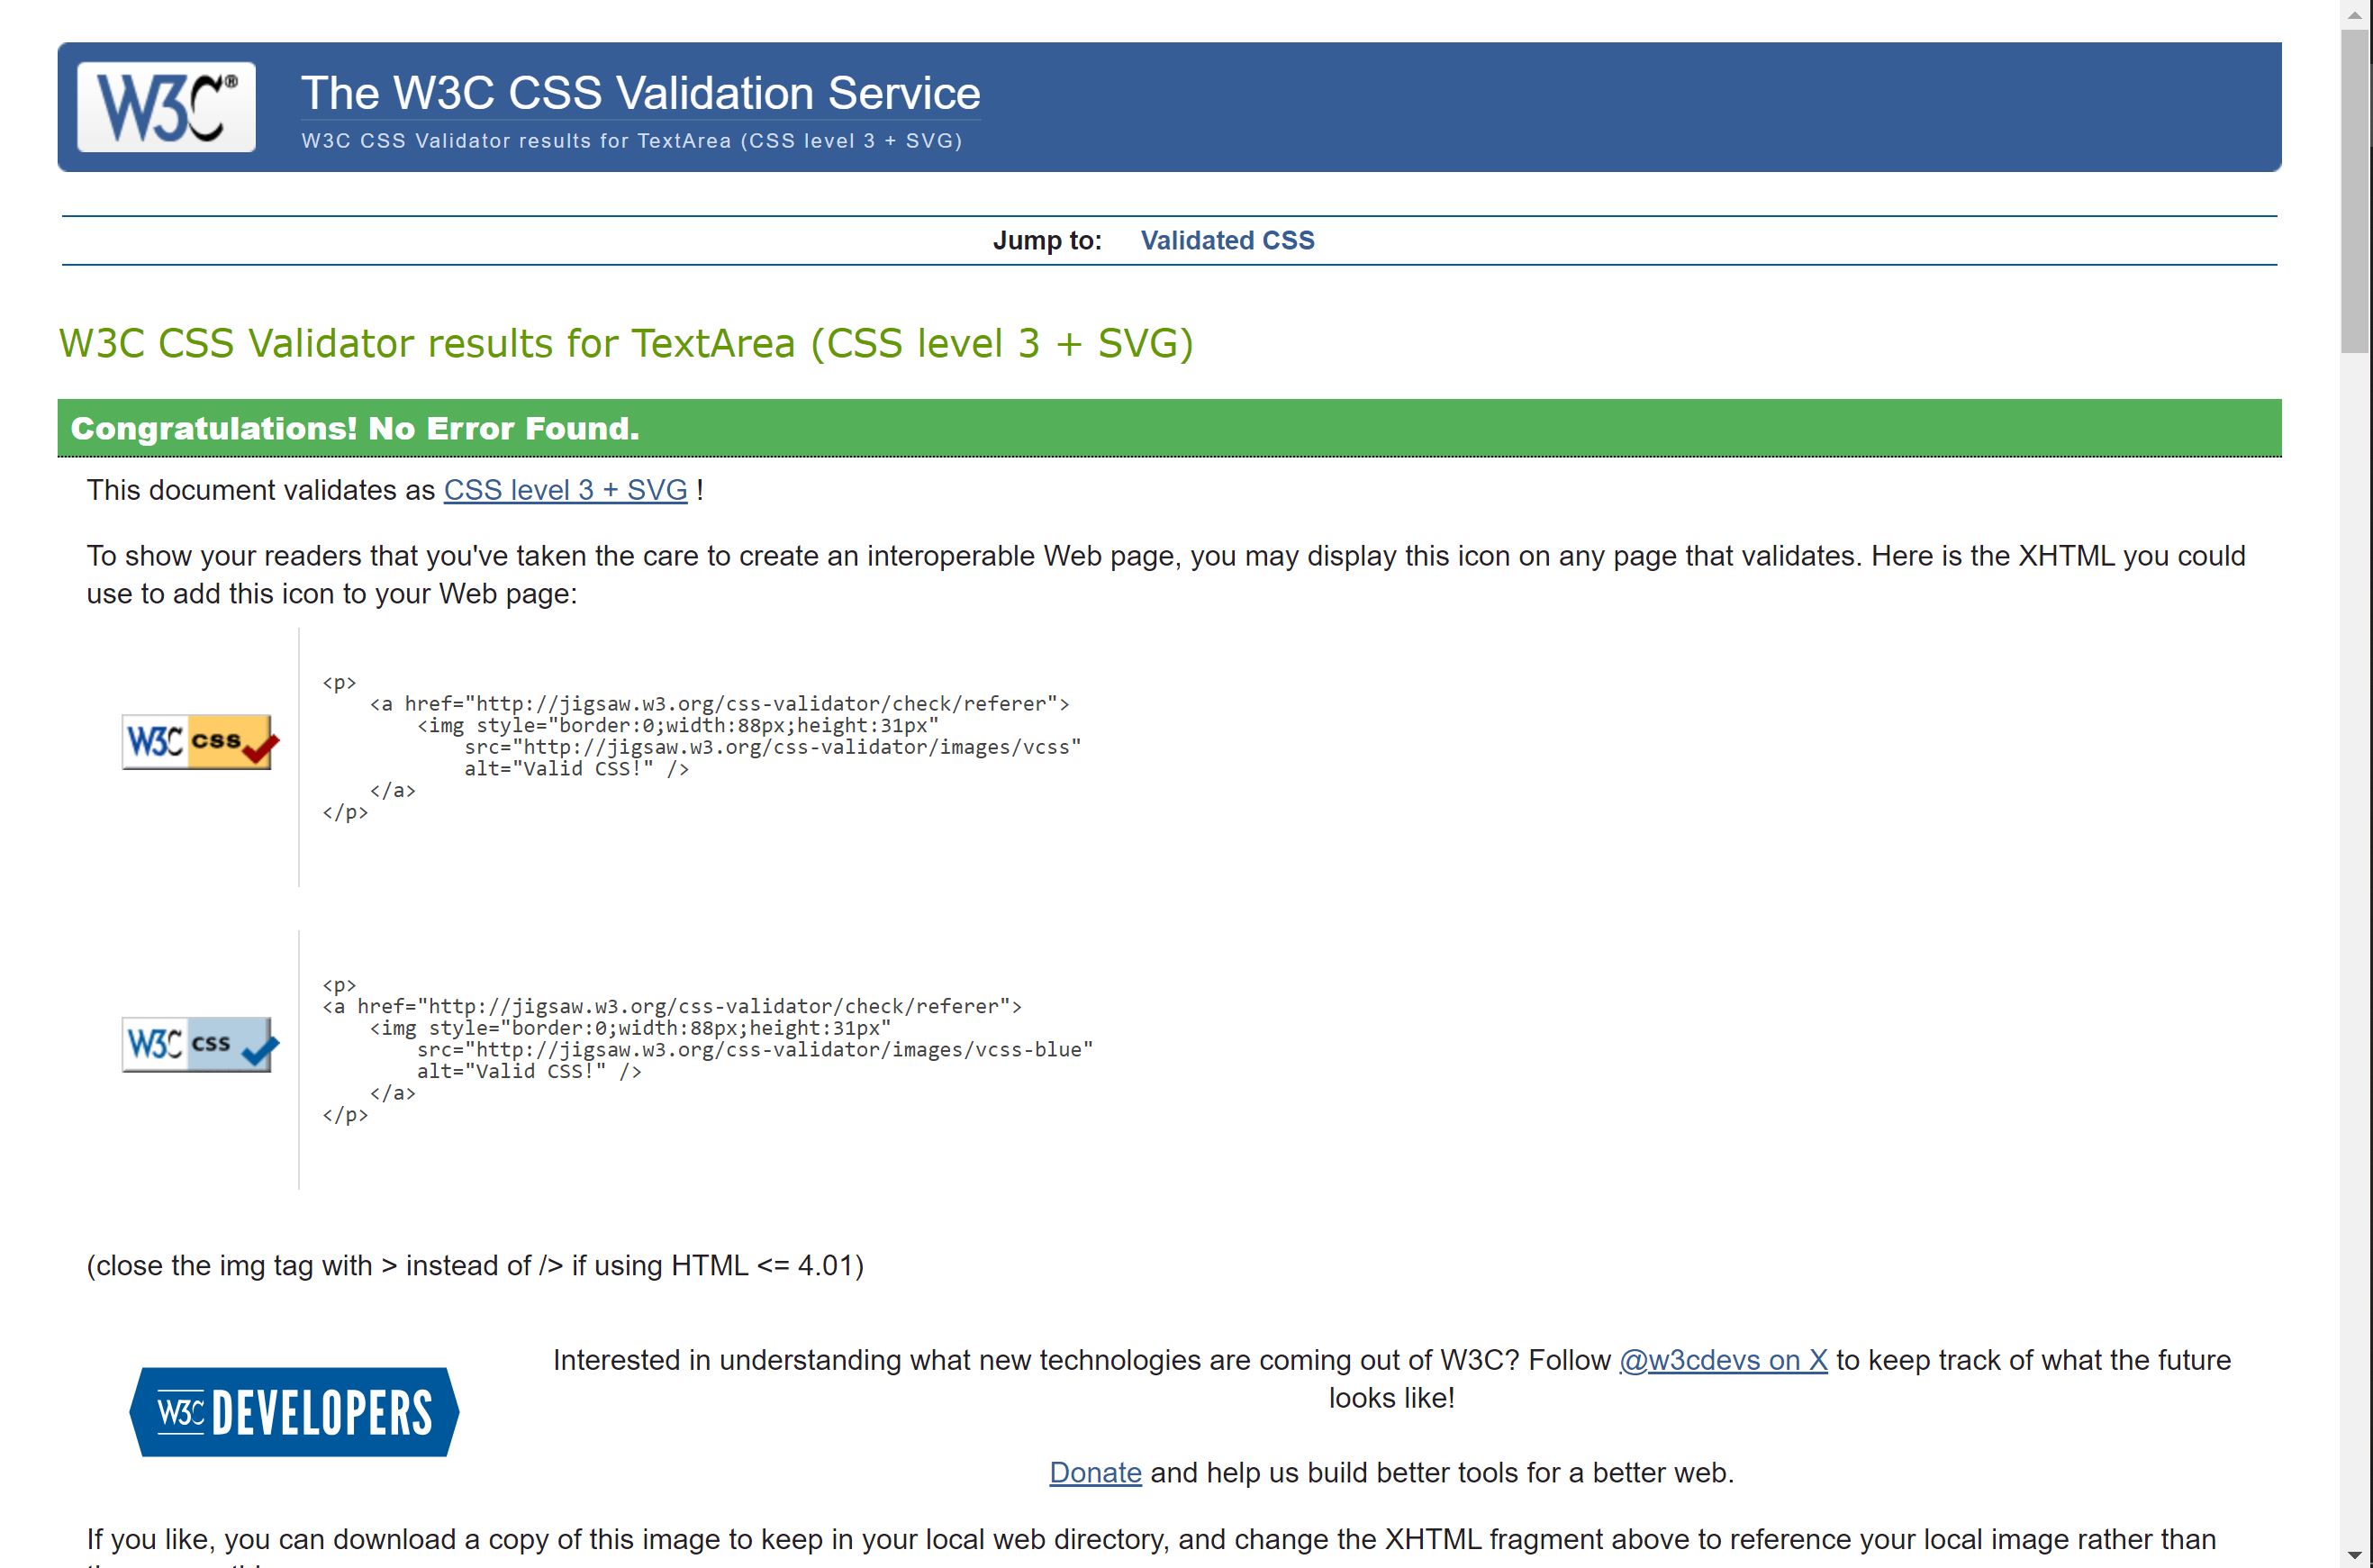 W3C®
The W3C CSS Validation Service
W3C CSS Validator results for TextArea (CSS level 3 + SVG)
Jump to: Validated CSS
W3C CSS Validator results for TextArea (CSS level 3 + SVG)
Congratulations! No Error Found.
This document validates as CSS level 3 + SVG !
To show your readers that you've taken the care to create an interoperable Web page, you may display this icon on any page that validates. Here is the XHTML you could
use to add this icon to your Web page:
W3C css
<p>
    <a href="http://jigsaw.w3.org/css-validator/check/referer">
        <img style="border:0;width:88px;height:31px"
            src="http://jigsaw.w3.org/css-validator/images/vcss"
            alt="Valid CSS!" />
    </a>
</p>
W3C css
<p>
<a href="http://jigsaw.w3.org/css-validator/check/referer">
    <img style="border:0;width:88px;height:31px"
        src="http://jigsaw.w3.org/css-validator/images/vcss-blue"
        alt="Valid CSS!" />
    </a>
</p>
(close the img tag with > instead of /> if using HTML <= 4.01)
W3C DEVELOPERS
Interested in understanding what new technologies are coming out of W3C? Follow @w3cdevs on X to keep track of what the future
looks like!
Donate and help us build better tools for a better web.
If you like, you can download a copy of this image to keep in your local web directory, and change the XHTML fragment above to reference your local image rather than